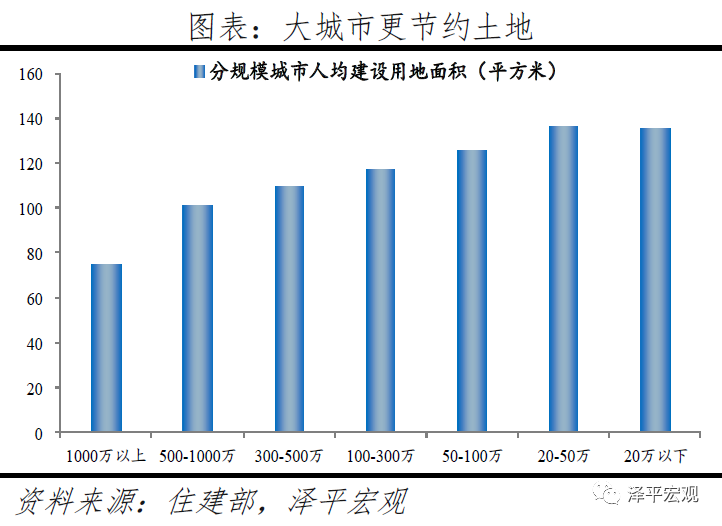 图表：大城市更节约土地
分规模城市人均建设用地面积（平方米）
160
140
120
100
80
60
40
20
0
1000万以上 500-1000万 300-500万 100-300万 50-100万 20-50万 20万以下
资料来源：住建部，泽平宏观
泽平宏观